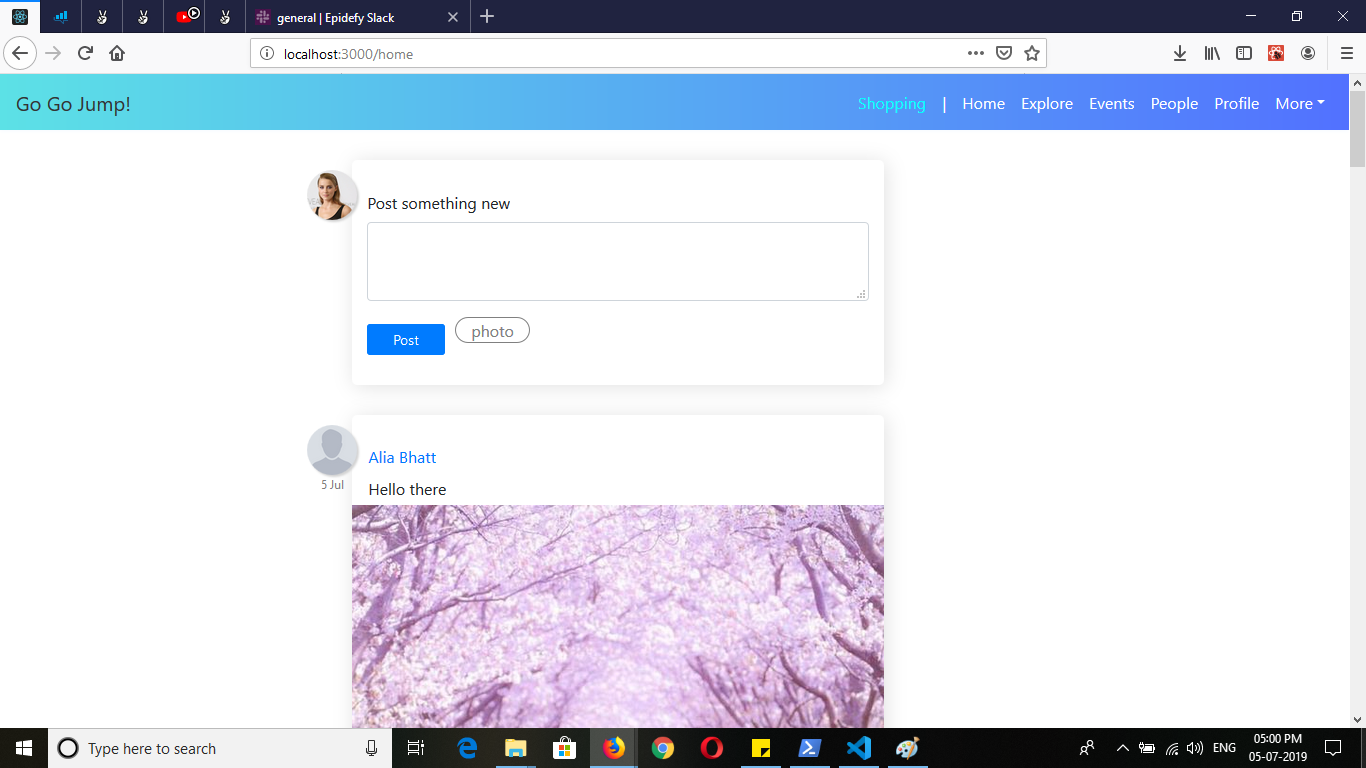 general | Epidefy Slack
localhost:3000/home
Go Go Jump!
Shopping | Home Explore Events People Profile More
Post something new
Post photo
Alia Bhatt
5 Jul
Hello there
Type here to search
ENG
05:00 PM
05-07-2019